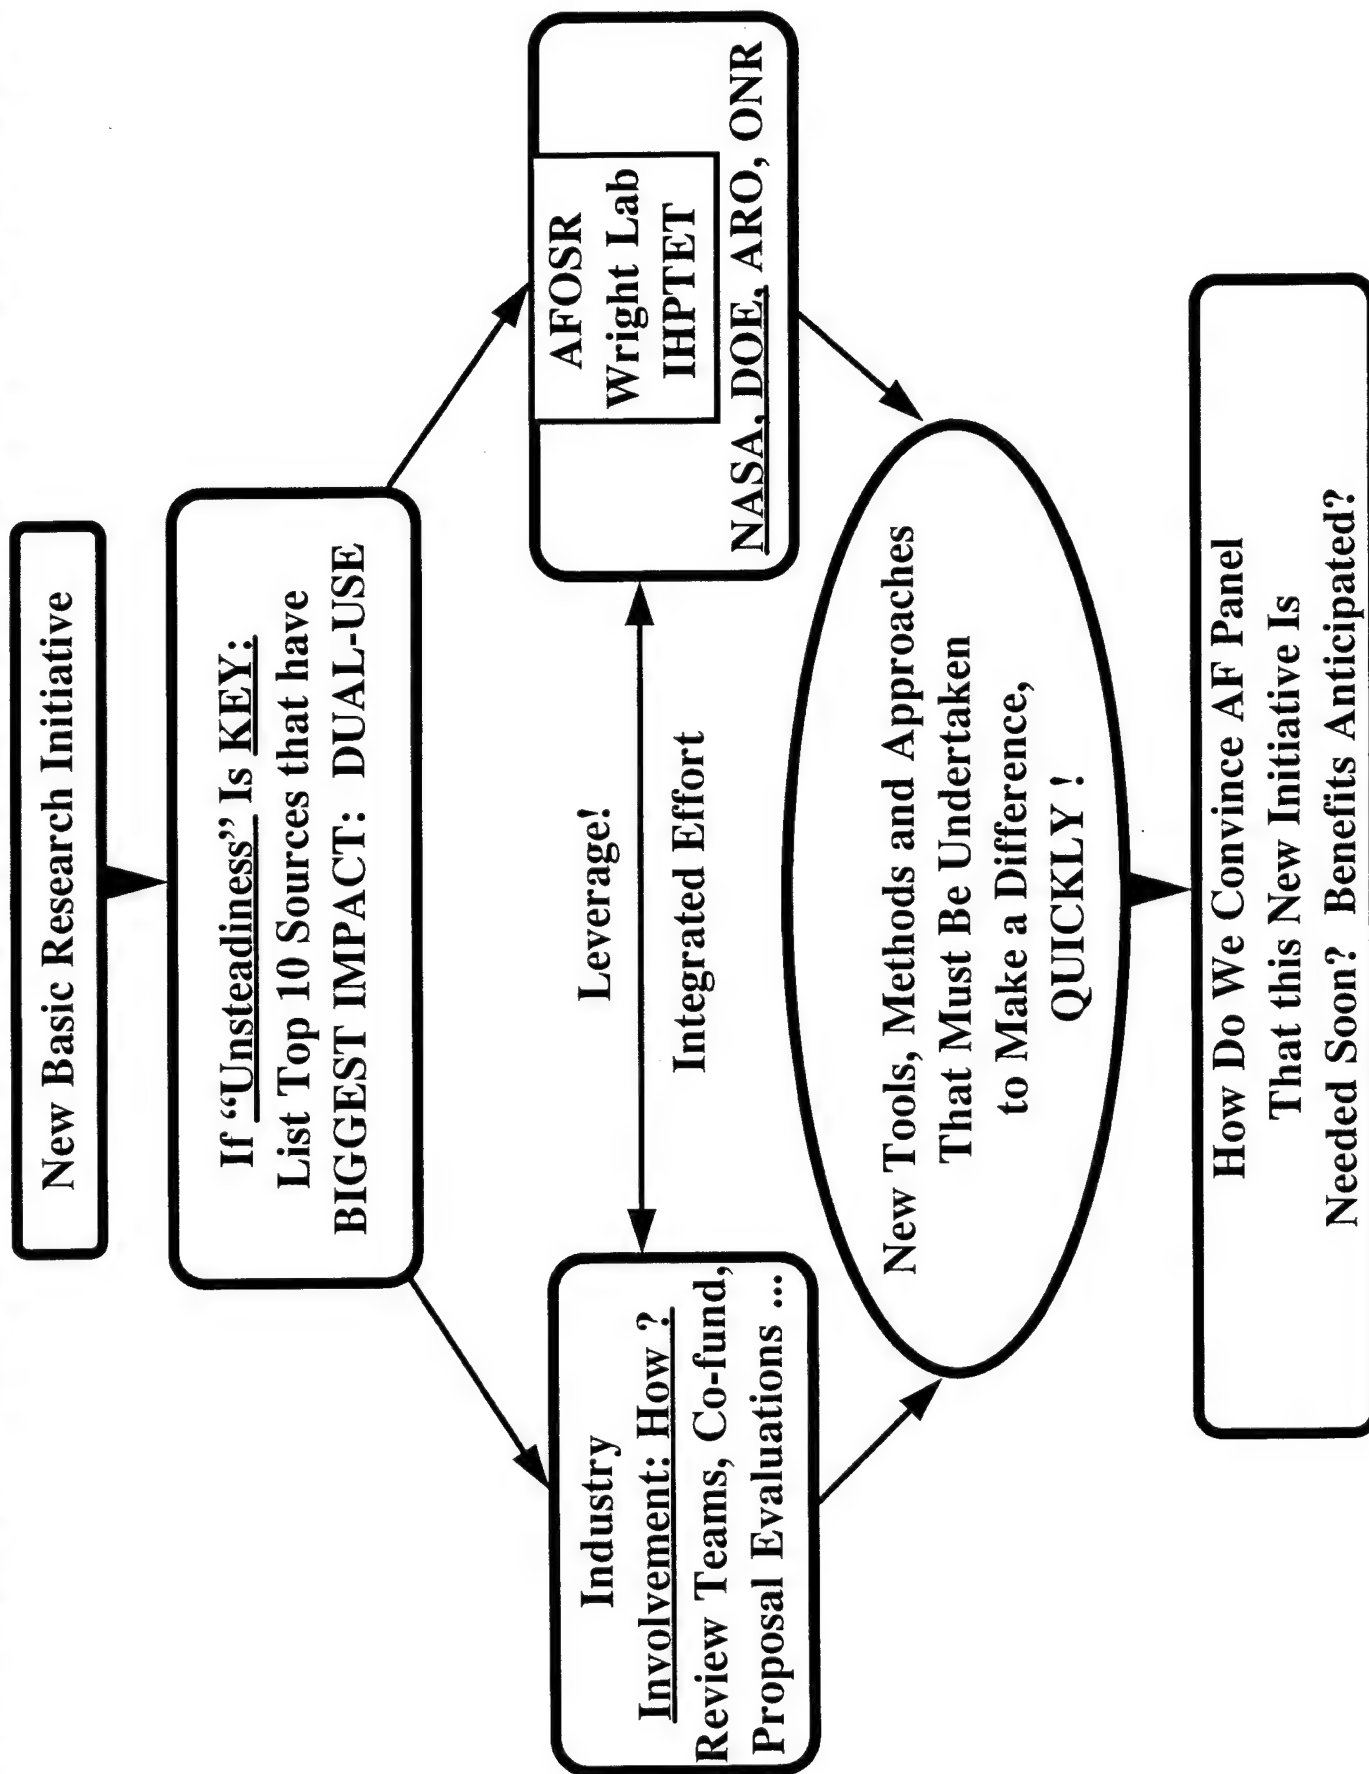 New Basic Research Initiative
If “Unsteadiness” Is KEY:
List Top 10 Sources that have
BIGGEST IMPACT: DUAL-USE
Industry
Involvement: How ?
Review Teams, Co-fund,
Proposal Evaluations ...
Leverage!
Integrated Effort
AFOSR
Wright Lab
IHPTET
NASA, DOE, ARO, ONR
New Tools, Methods and Approaches
That Must Be Undertaken
to Make a Difference,
QUICKLY !
How Do We Convince AF Panel
That this New Initiative Is
Needed Soon? Benefits Anticipated?